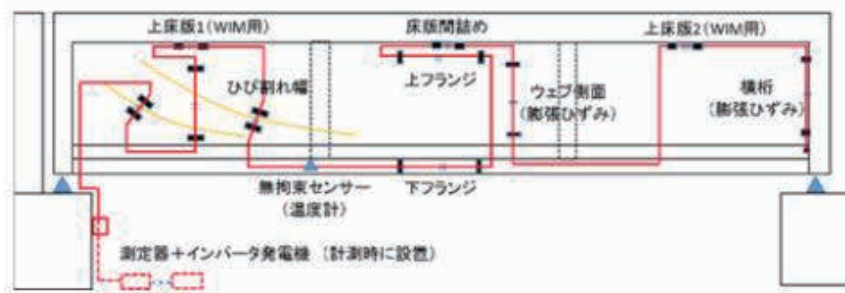 上床版1(WIM用)
床版間詰め
上床版2(WIM用)
ひび割れ幅
上フランジ
ウェブ側面
(膨張ひずみ)
横桁
(膨張ひずみ)
無拘束センサー
(温度計)
下フランジ
測定器+インバータ発電機 (計測時に設置)